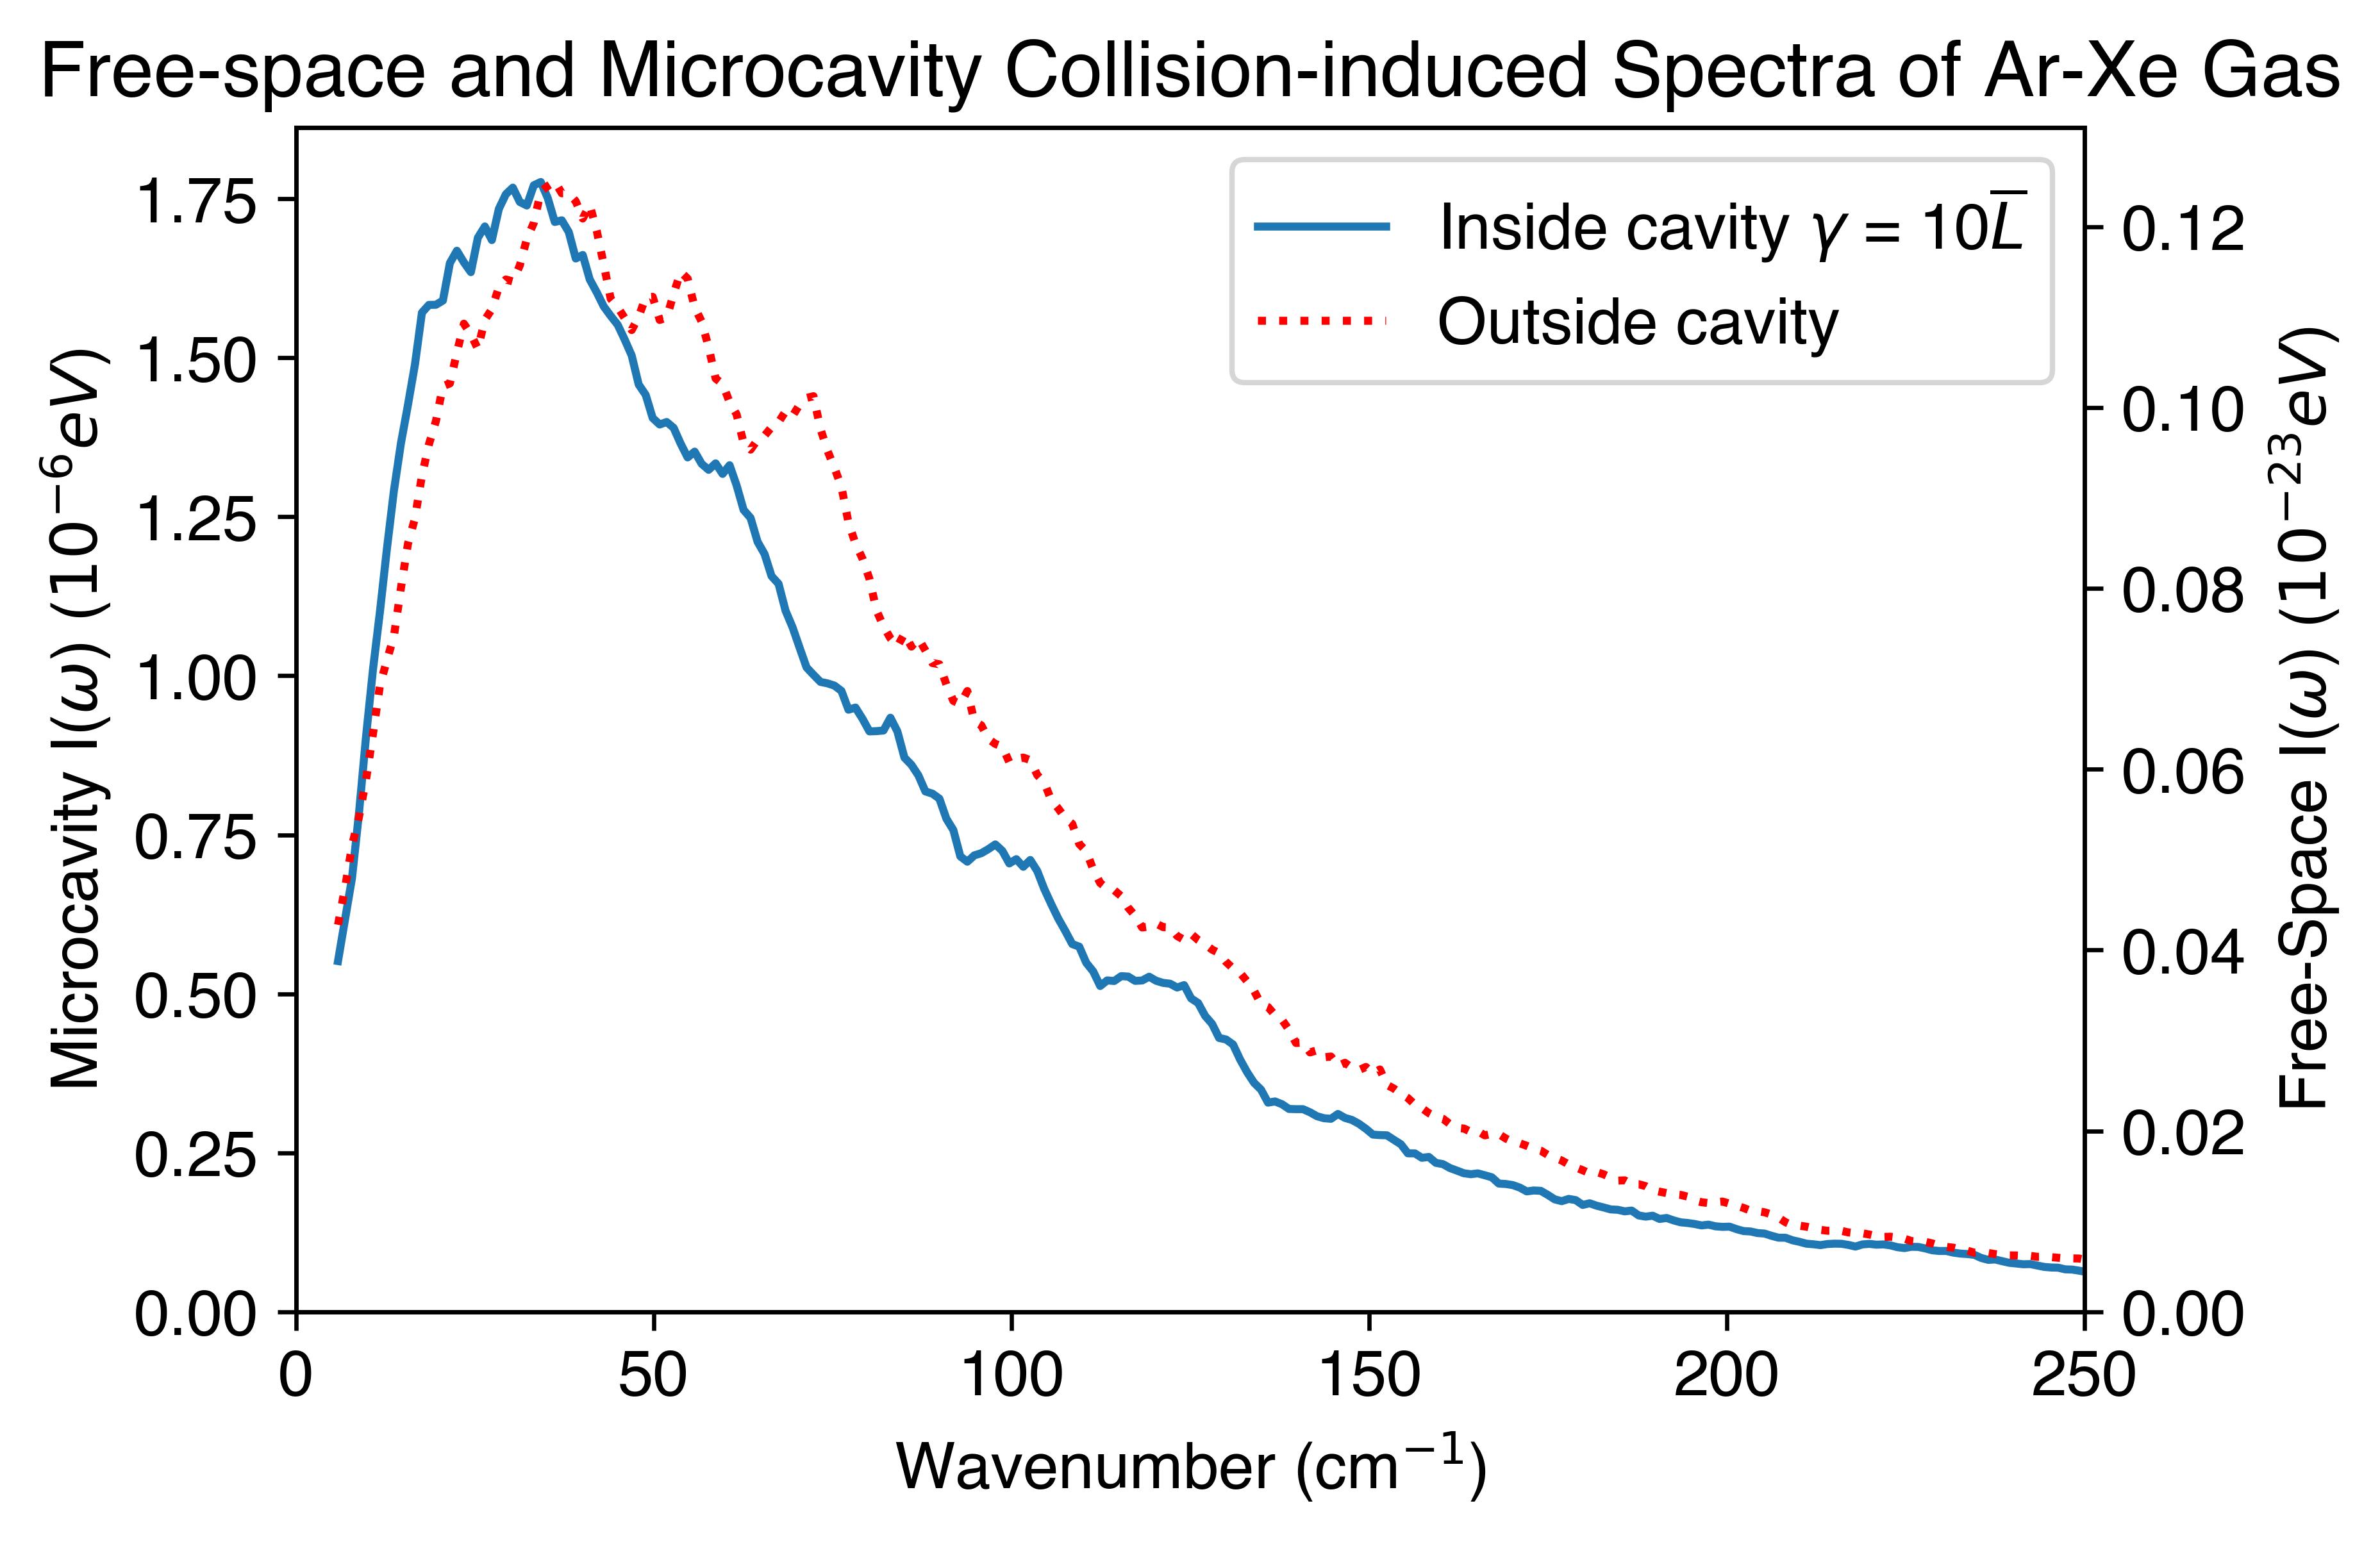 Free-space and Microcavity Collision-induced Spectra of Ar-Xe Gas
Microcavity I(ω) (10⁻⁶eV)
1.75
1.50
1.25
1.00
0.75
0.50
0.25
0.00
Inside cavity γ = 10L̅
Outside cavity
0.12
0.10
0.08
0.06
0.04
0.02
0.00
Free-Space I(ω) (10⁻²³eV)
0 50 100 150 200 250
Wavenumber (cm⁻¹)